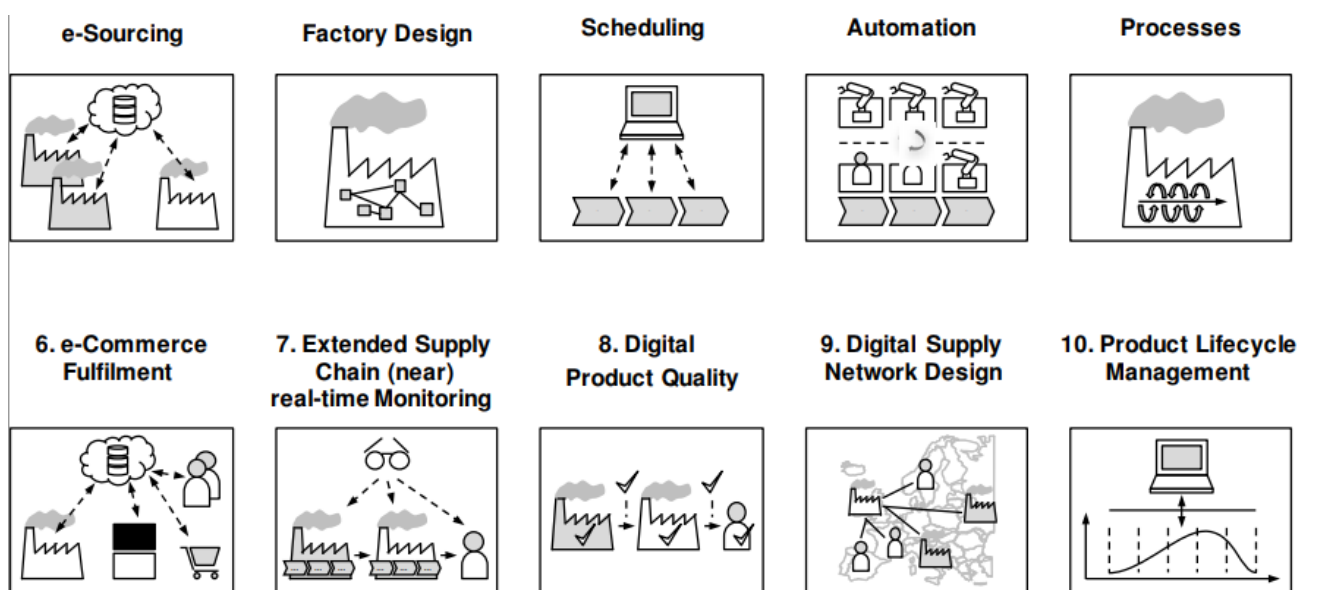 e-Sourcing
Factory Design
Scheduling
Automation
Processes
6. e-Commerce
Fulfilment
7. Extended Supply
Chain (near)
real-time Monitoring
8. Digital
Product Quality
9. Digital Supply
Network Design
10. Product Lifecycle
Management